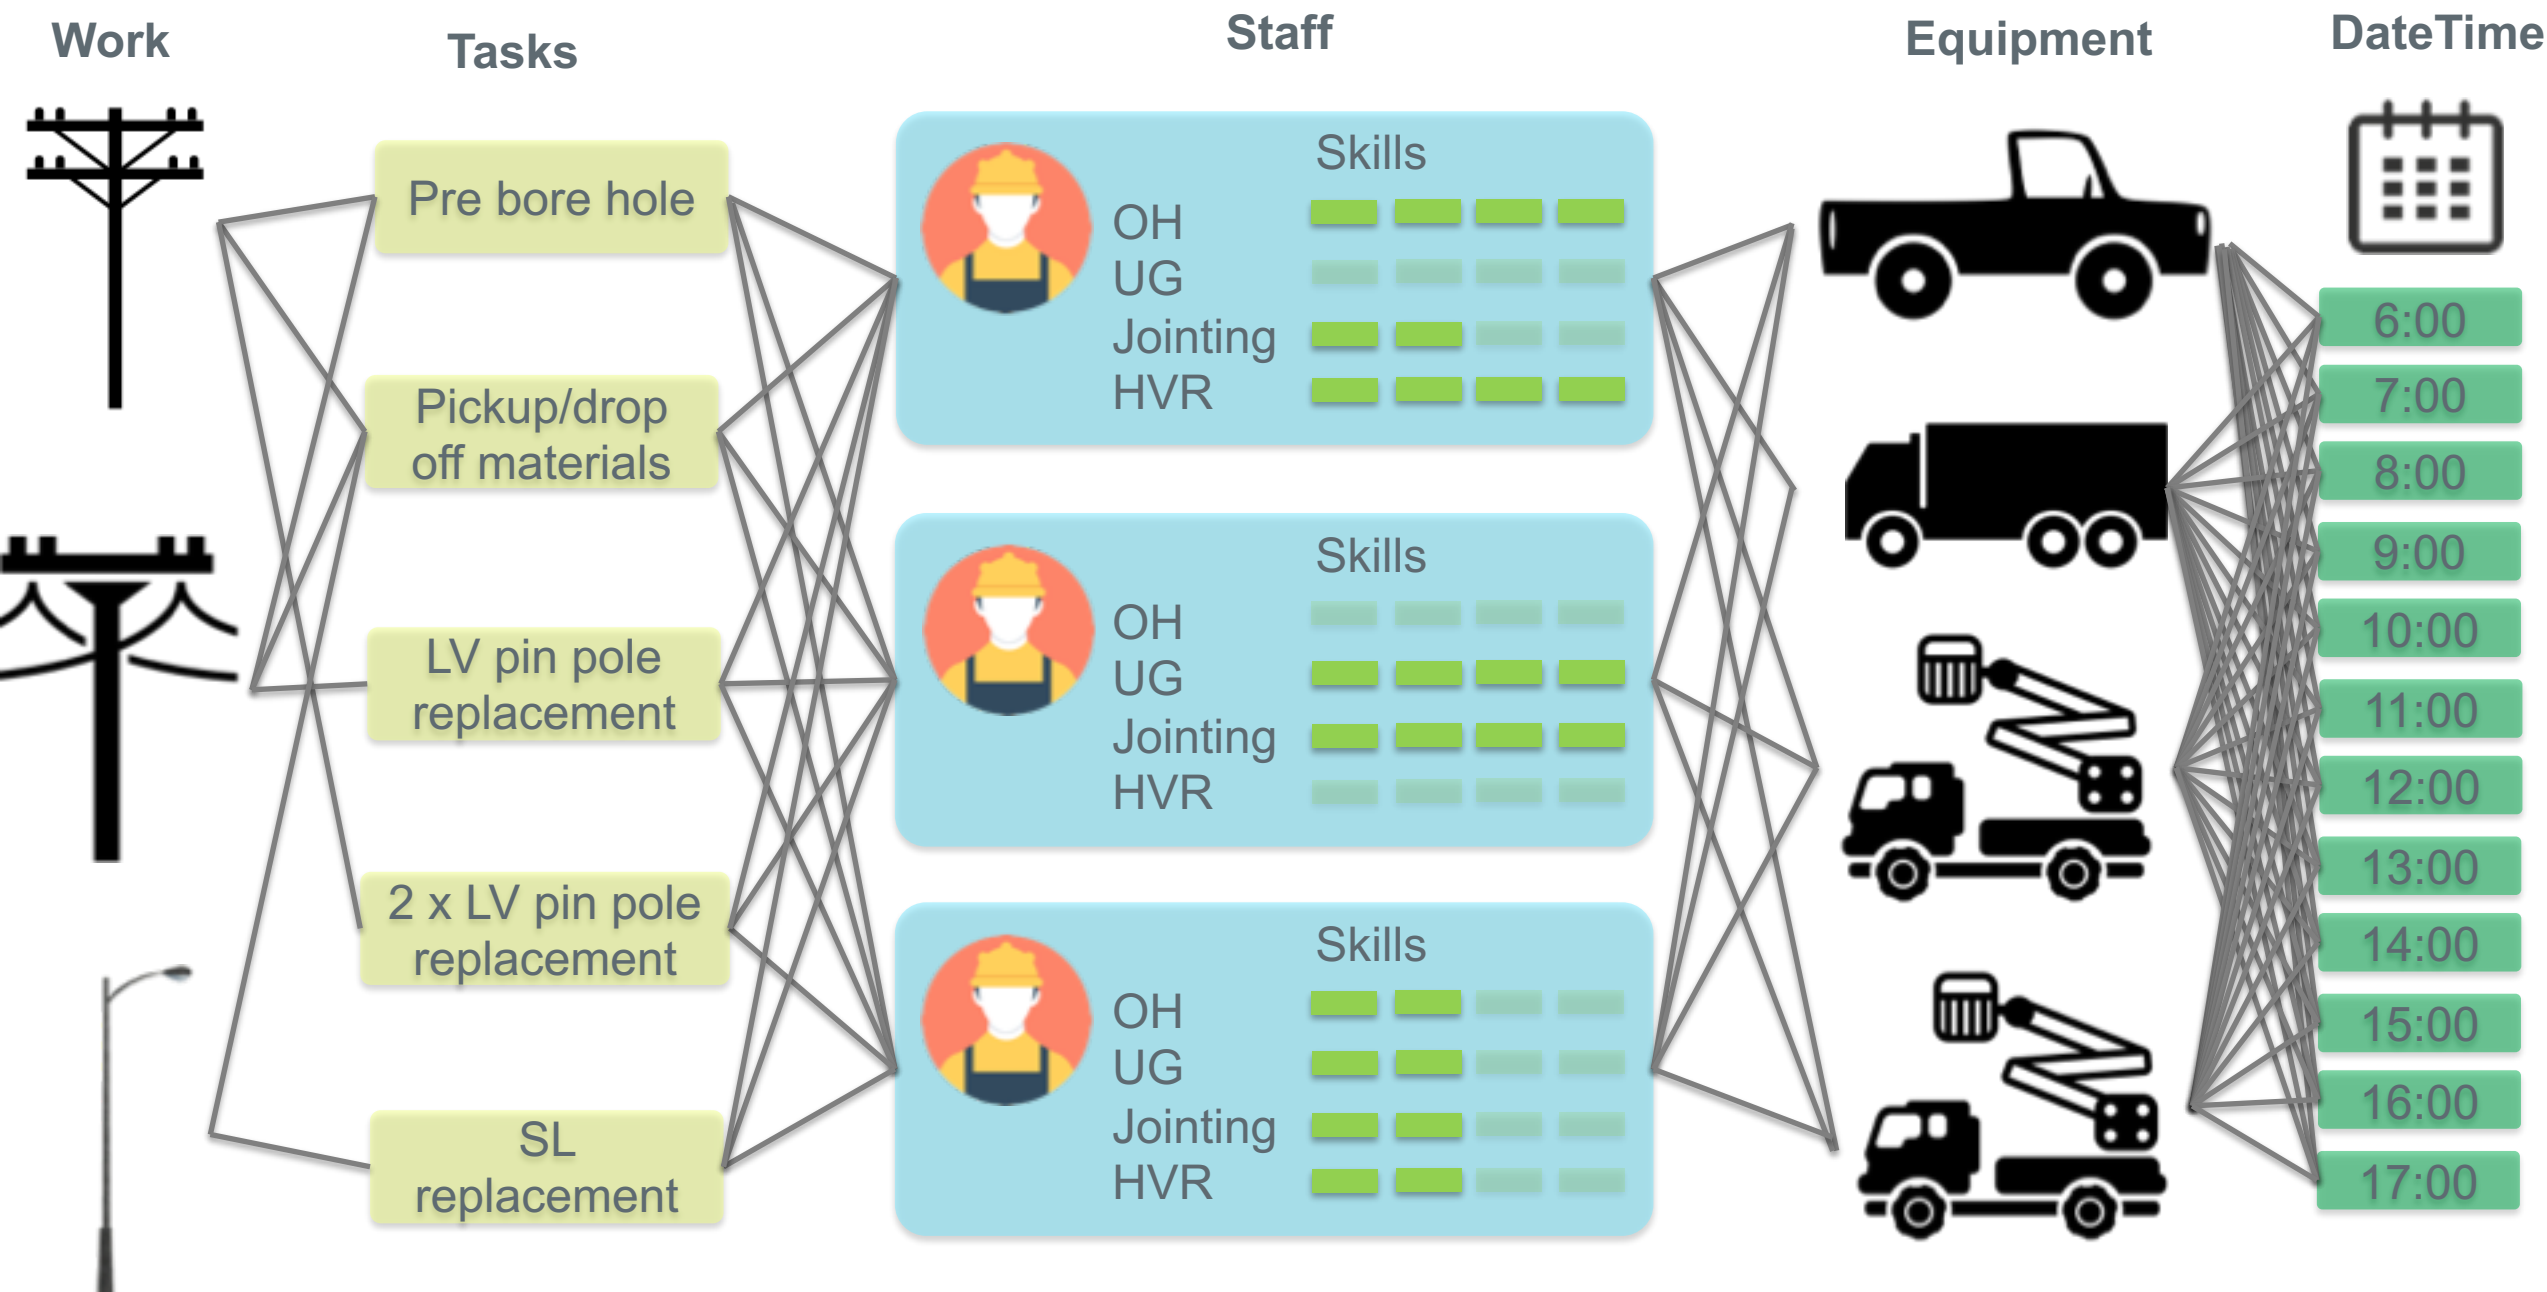 Work
Tasks
Staff
Equipment
DateTime
Pre bore hole
Pickup/drop
off materials
LV pin pole
replacement
2 x LV pin pole
replacement
SL
replacement
Skills
OH
UG
Jointing
HVR
Skills
OH
UG
Jointing
HVR
Skills
OH
UG
Jointing
HVR
6:00
7:00
8:00
9:00
10:00
11:00
12:00
13:00
14:00
15:00
16:00
17:00